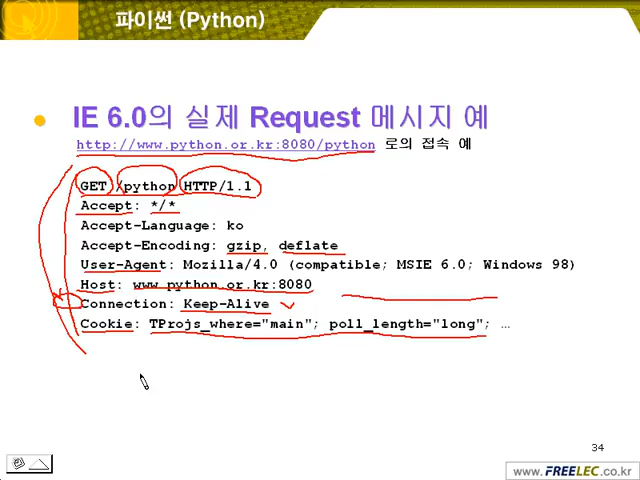 파이썬 (Python)
IE 6.0의 실제 Request 메시지 예
http://www.python.or.kr:8080/python 로의 접속 예
GET /python HTTP/1.1
Accept: */*
Accept-Language: ko
Accept-Encoding: gzip, deflate
User-Agent: Mozilla/4.0 (compatible; MSIE 6.0; Windows 98)
Host: www.python.or.kr:8080
Connection: Keep-Alive
Cookie: TProjs_where="main"; poll_length="long"; …
34
www.FREELEC.co.kr